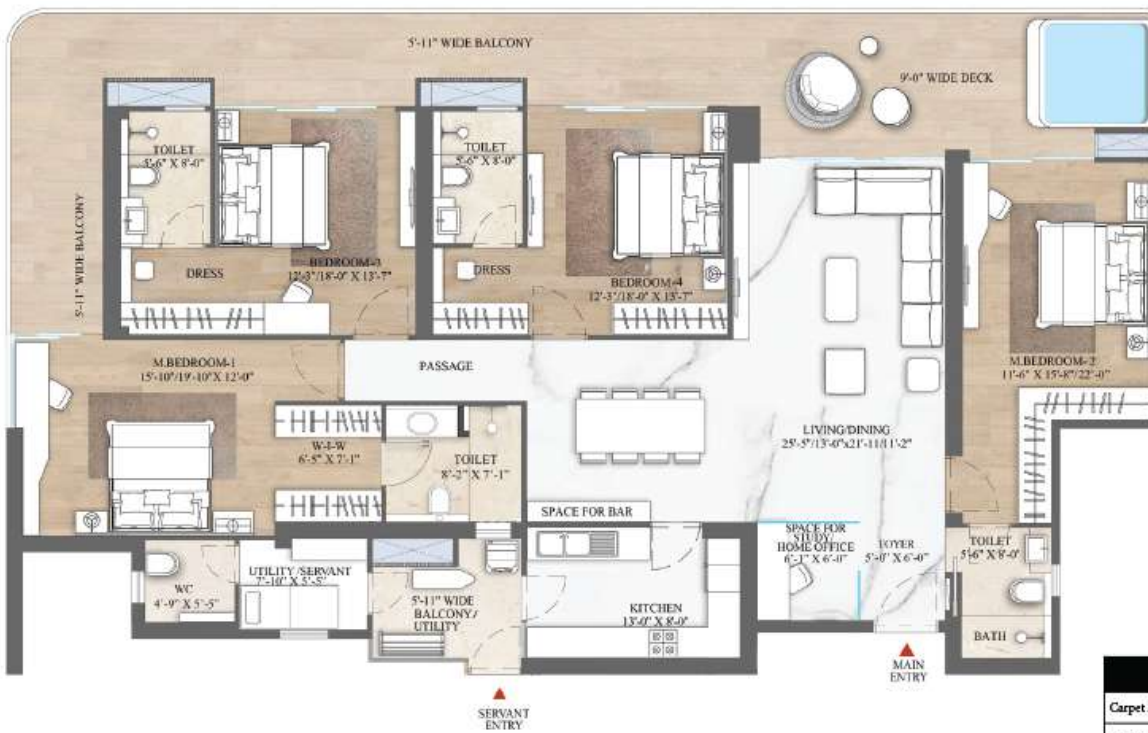 5'-11" WIDE BALCONY
9'-0" WIDE DECK
TOILET
5'-6" X 8'-0"
TOILET
5'-6" X 8'-0"
5'-11" WIDE BALCONY
DRESS
BEDROOM-3
12'-3"/18'-0" X 13'-7"
DRESS
BEDROOM-4
12'-3"/18'-0" X 13'-7"
M.BEDROOM-1
15'-10"/19'-10" X 12'-0"
PASSAGE
M.BEDROOM-2
11'-6" X 15'-8"/22'-0"
LIVING/DINING
25'-5"/13'-0"x21'-11/11'-2"
W-I-W
6'-5" X 7'-1"
TOILET
8'-2" X 7'-1"
SPACE FOR BAR
SPACE FOR
STUDY/
HOME OFFICE
6'-1" X 6'-0"
FOYER
5'-0" X 6'-0"
TOILET
5'-6" X 8'-0"
UTILITY /SERVANT
7'-10" X 5'-5"
WC
4'-9" X 5'-5"
5'-11" WIDE
BALCONY/
UTILITY
KITCHEN
13'-0" X 8'-0"
BATH
MAIN
ENTRY
SERVANT
ENTRY
Carpet